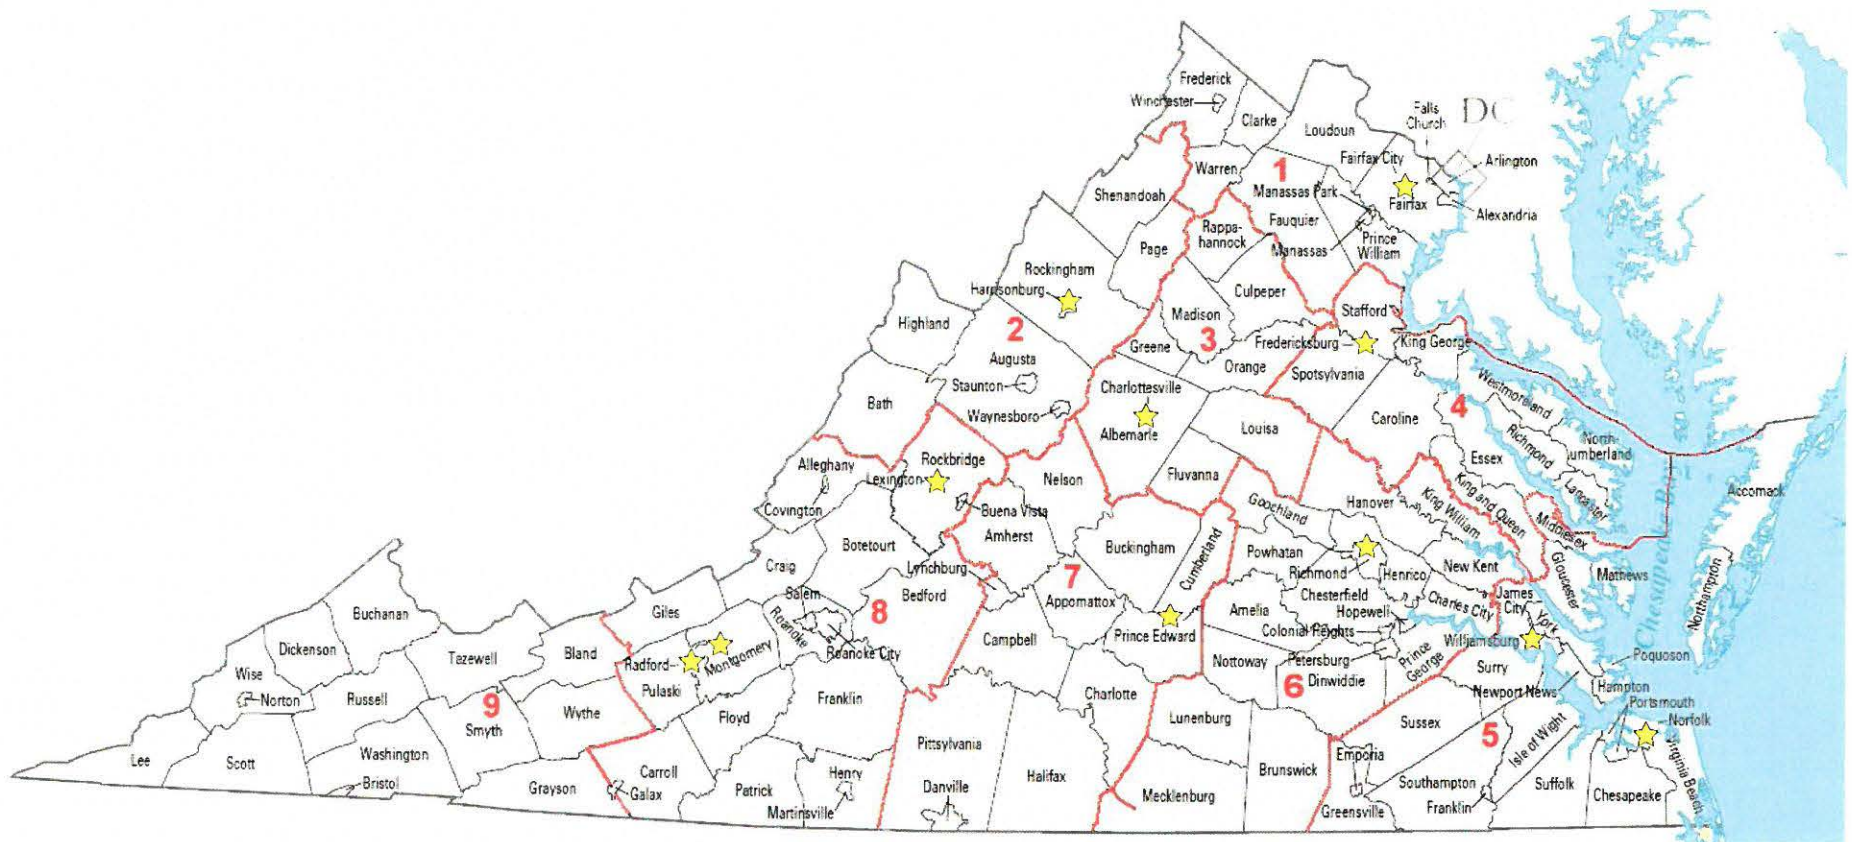 Frederick
Winchester
Clarke
Loudoun
Falls
Church
DC
Fairfax City
Arlington
Warren
1
Manassas Park
Fairfax
Alexandria
Shenandoah
Fauquier
Rappa-
hannock
Page
Manassas
Prince
William
Rockingham
Harrisonburg
Culpeper
Madison
Stafford
Highland
2
3
Greene
Fredericksburg
King George
Augusta
Orange
Spotsylvania
Staunton
Charlottesville
Westmoreland
Bath
Waynesboro
4
Caroline
Albemarle
Louisa
Richmond
North-
umberland
Rockbridge
Alleghany
Lexington
Nelson
Fluvanna
Essex
King and Queen
Lancaster
Accomack
Covington
Buena Vista
Goochland
Hanover
King William
Middlesex
Amherst
Buckingham
Cumberland
Botetourt
Powhatan
Craig
Lynchburg
7
Richmond
Henrico
New Kent
Gloucester
Mathews
Northampton
Chesapeake Bay
Salem
8
Bedford
Appomattox
Amelia
Chesterfield
Hopewell
Charles City
James
City
York
Buchanan
Giles
Roanoke
Colonial Heights
Campbell
Prince Edward
Williamsburg
Dickenson
Tazewell
Bland
Radford
Montgomery
Roanoke City
Nottoway
Petersburg
Prince
George
Poquoson
Wise
Norton
Russell
Pulaski
Franklin
Charlotte
6
Dinwiddie
Surry
Newport News
Hampton
Portsmouth
9
Wythe
Floyd
Lunenburg
Sussex
5
Isle of Wight
Norfolk
Virginia Beach
Smyth
Washington
Pittsylvania
Emporia
Lee
Scott
Carroll
Henry
Halifax
Brunswick
Southampton
Suffolk
Bristol
Grayson
Galax
Patrick
Danville
Mecklenburg
Chesapeake
Martinsville
Greensville
Franklin